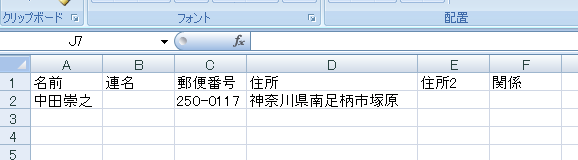 クリップボード フォント 配置
J7 fx
A B C D E F
1 名前 連名 郵便番号 住所 住所2 関係
2 中田崇之 250-0117 神奈川県南足柄市塚原
3
4
5